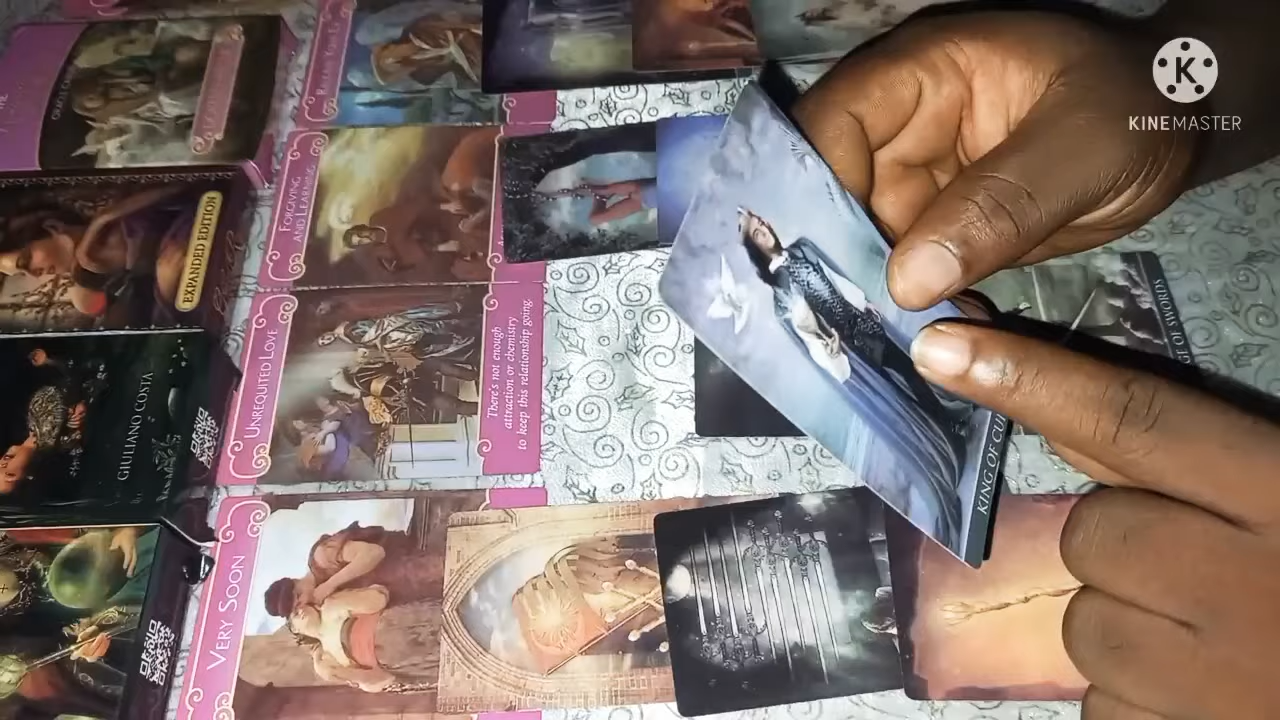 KINEMASTER
K
EXPANDED EDITION
FORGIVING
AND LEARNING
UNREQUITED LOVE
There's not enough
attraction or chemistry
to keep this relationship going.
GIULIANO COSTA
VERY SOON
KING OF
OF SWORDS